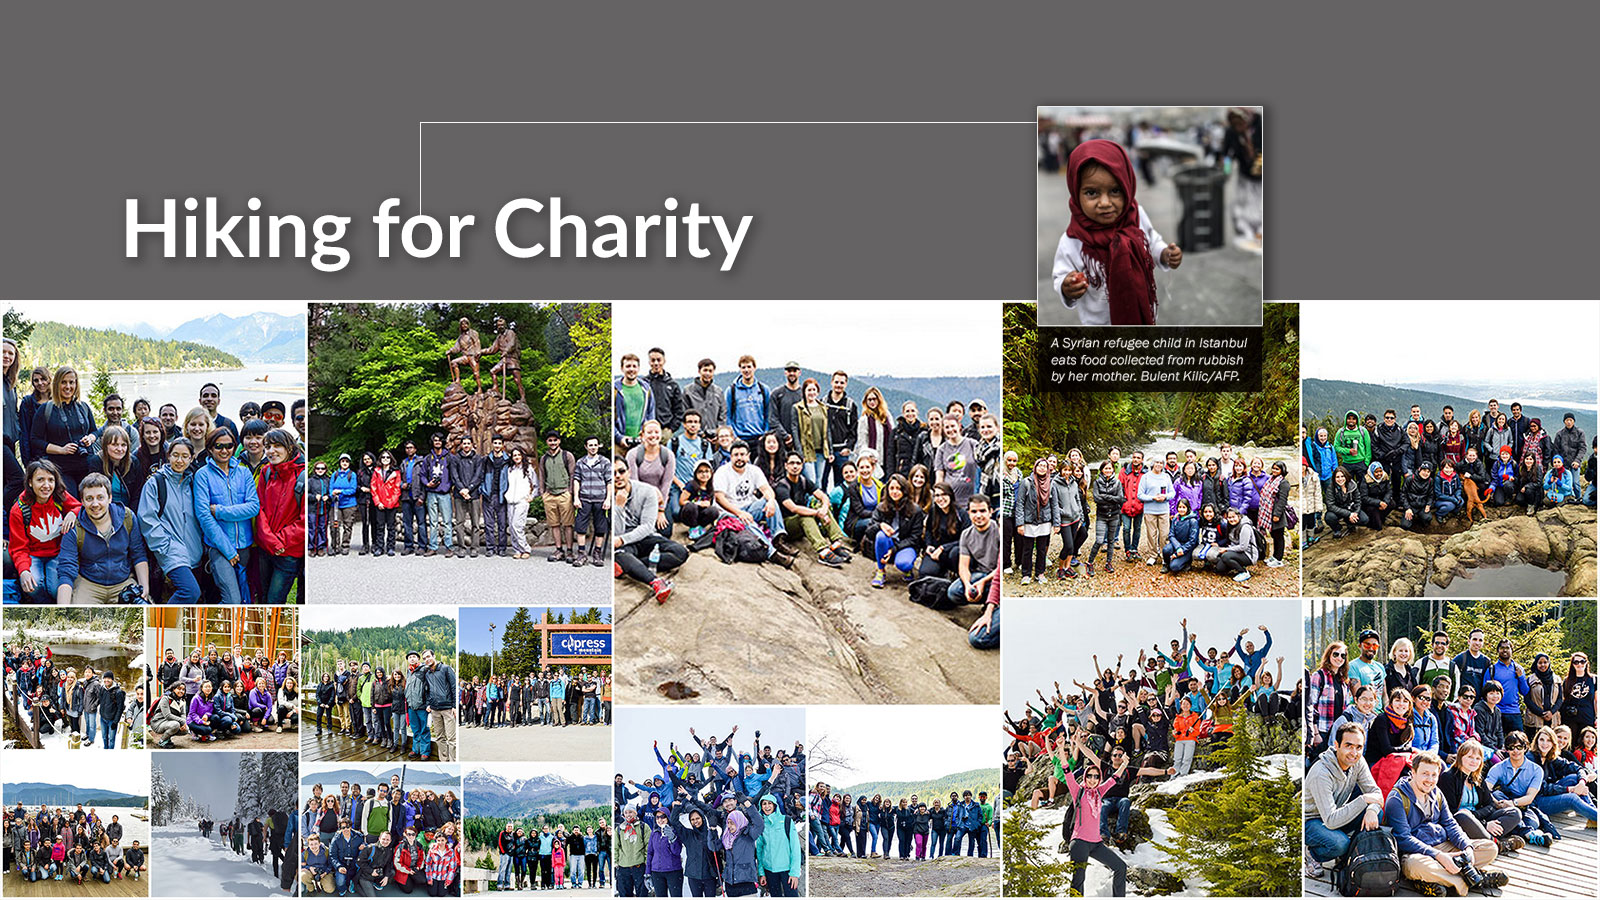 Hiking for Charity
A Syrian refugee child in Istanbul
eats food collected from rubbish
by her mother. Bulent Kilic/AFP.
cypress
mountain